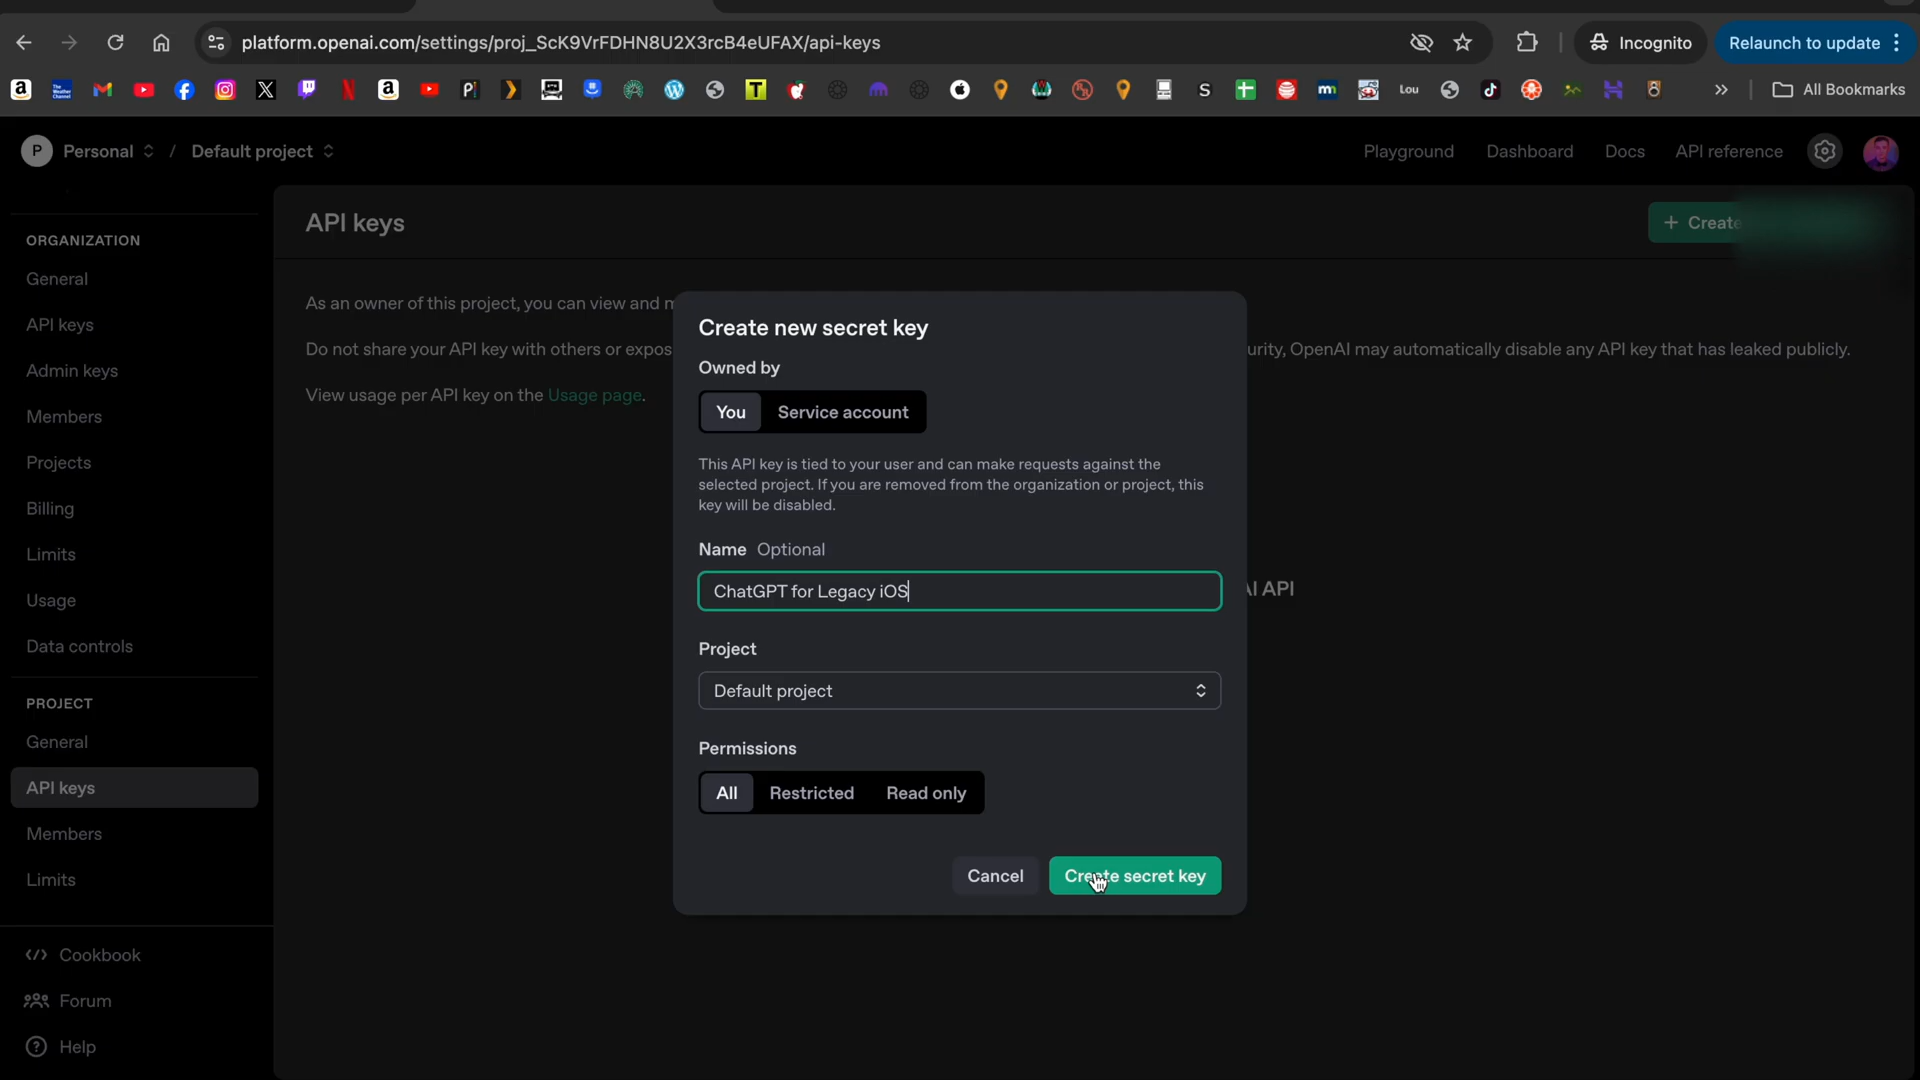 platform.openai.com/settings/proj_ScK9VrFDHN8U2X3rcB4eUFAX/api-keys
Incognito
Relaunch to update
All Bookmarks
P Personal / Default project
Playground Dashboard Docs API reference
ORGANIZATION
General
API keys
Admin keys
Members
Projects
Billing
Limits
Usage
Data controls
PROJECT
General
API keys
Members
Limits
Cookbook
Forum
Help
API keys
+ Create
As an owner of this project, you can view and m
Do not share your API key with others or expos
urity, OpenAI may automatically disable any API key that has leaked publicly.
View usage per API key on the Usage page.
AI API
Create new secret key
Owned by
You Service account
This API key is tied to your user and can make requests against the
selected project. If you are removed from the organization or project, this
key will be disabled.
Name Optional
ChatGPT for Legacy iOS
Project
Default project
Permissions
All Restricted Read only
Cancel Create secret key